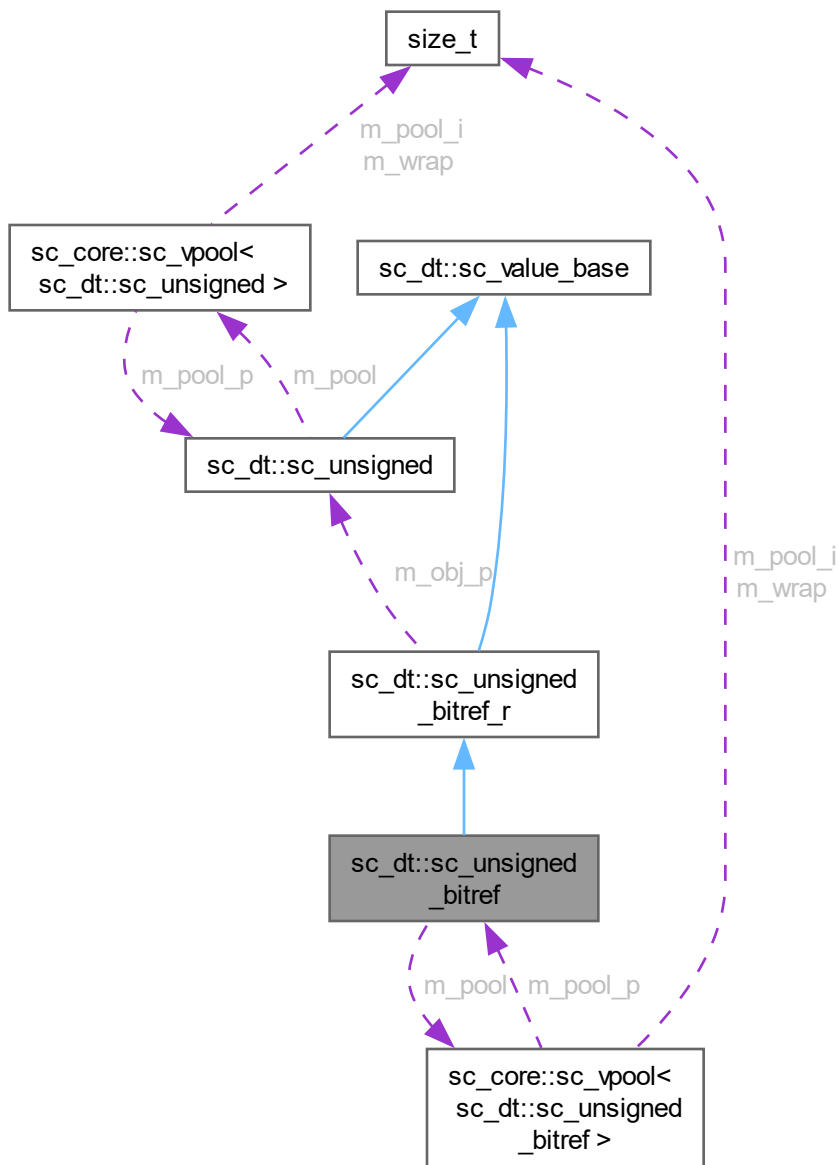 size_t
m_pool_i
m_wrap
sc_core::sc_vpool<
sc_dt::sc_unsigned >
sc_dt::sc_value_base
m_pool_p
m_pool
sc_dt::sc_unsigned
m_obj_p
m_pool_i
m_wrap
sc_dt::sc_unsigned
_bitref_r
sc_dt::sc_unsigned
_bitref
m_pool
m_pool_p
sc_core::sc_vpool<
sc_dt::sc_unsigned
_bitref >